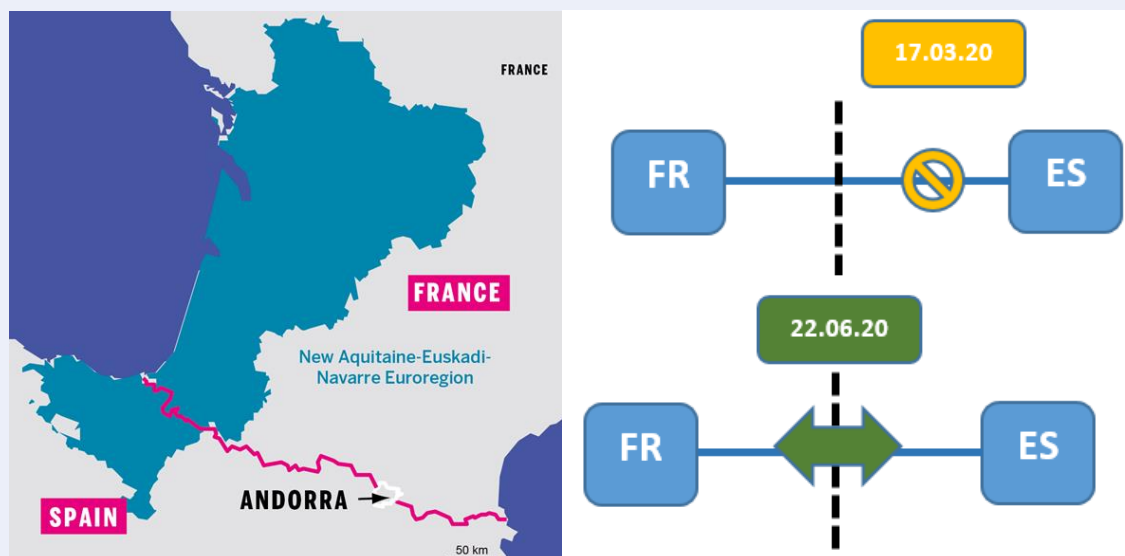 FRANCE
FRANCE
New Aquitaine-Euskadi-
Navarre Euroregion
ANDORRA
SPAIN
50 km
17.03.20
FR
ES
22.06.20
FR
ES